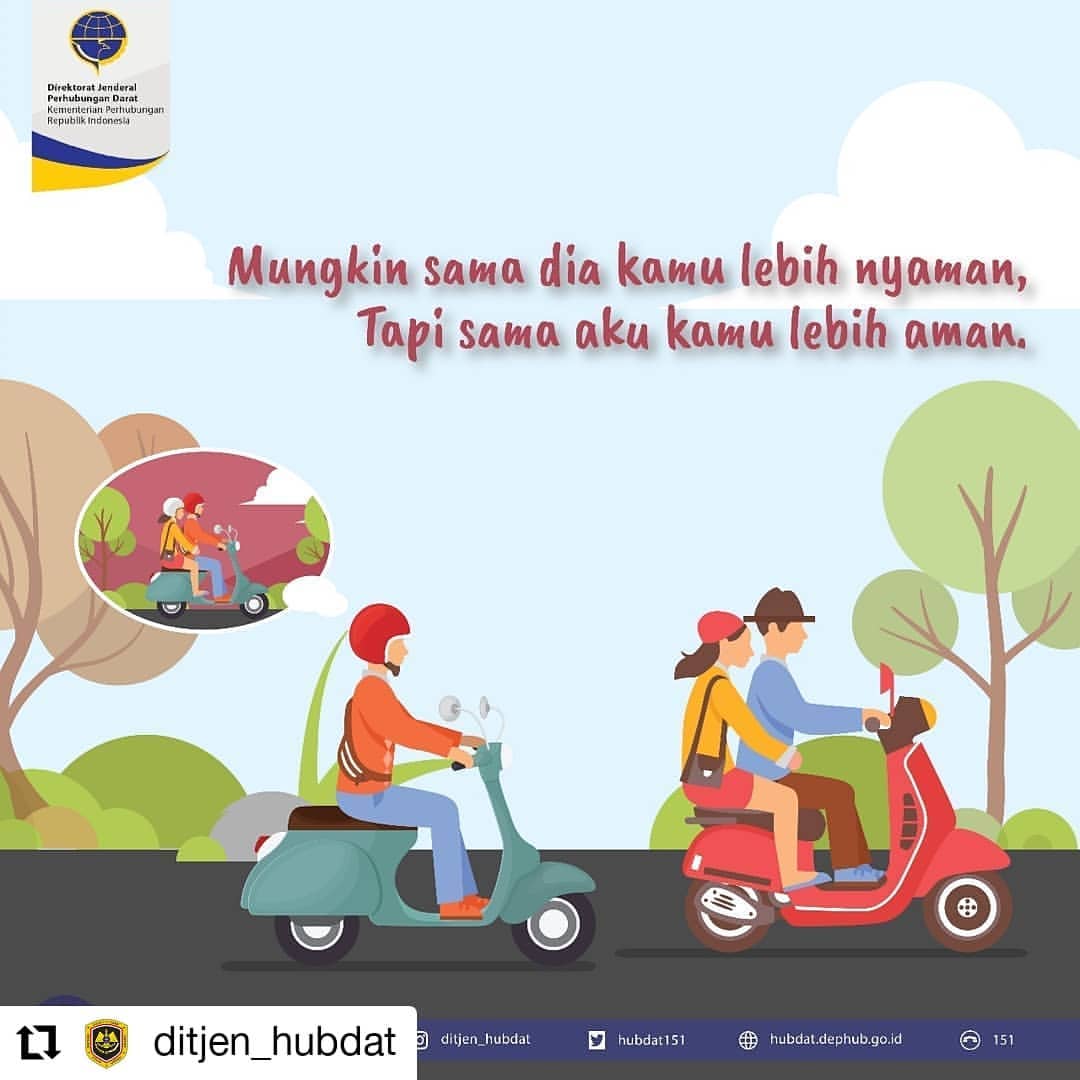 Direktorat Jenderal
Perhubungan Darat
Kementerian Perhubungan
Republik Indonesia
Mungkin sama dia kamu lebih nyaman,
Tapi sama aku kamu lebih aman.
ditjen_hubdat
ditjen_hubdat
hubdat151
hubdat.dephub.go.id
151